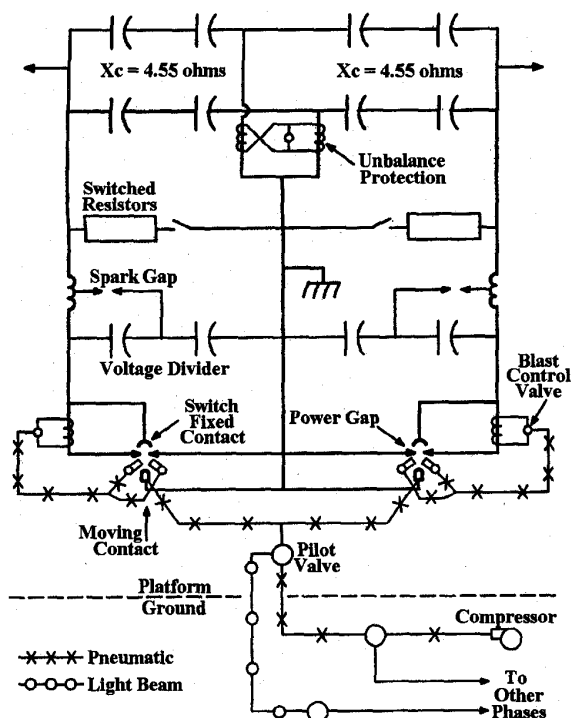 Xc = 4.55 ohms
Xc = 4.55 ohms
Unbalance
Protection
Switched
Resistors
Spark Gap
Voltage Divider
Blast
Control
Valve
Switch
Fixed
Contact
Power Gap
Moving
Contact
Pilot
Valve
Platform
Ground
Compressor
Pneumatic
Light Beam
To
Other
Phases